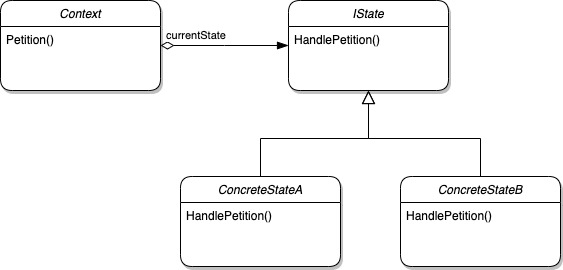 Context
Petition()
currentState
IState
HandlePetition()
ConcreteStateA
HandlePetition()
ConcreteStateB
HandlePetition()